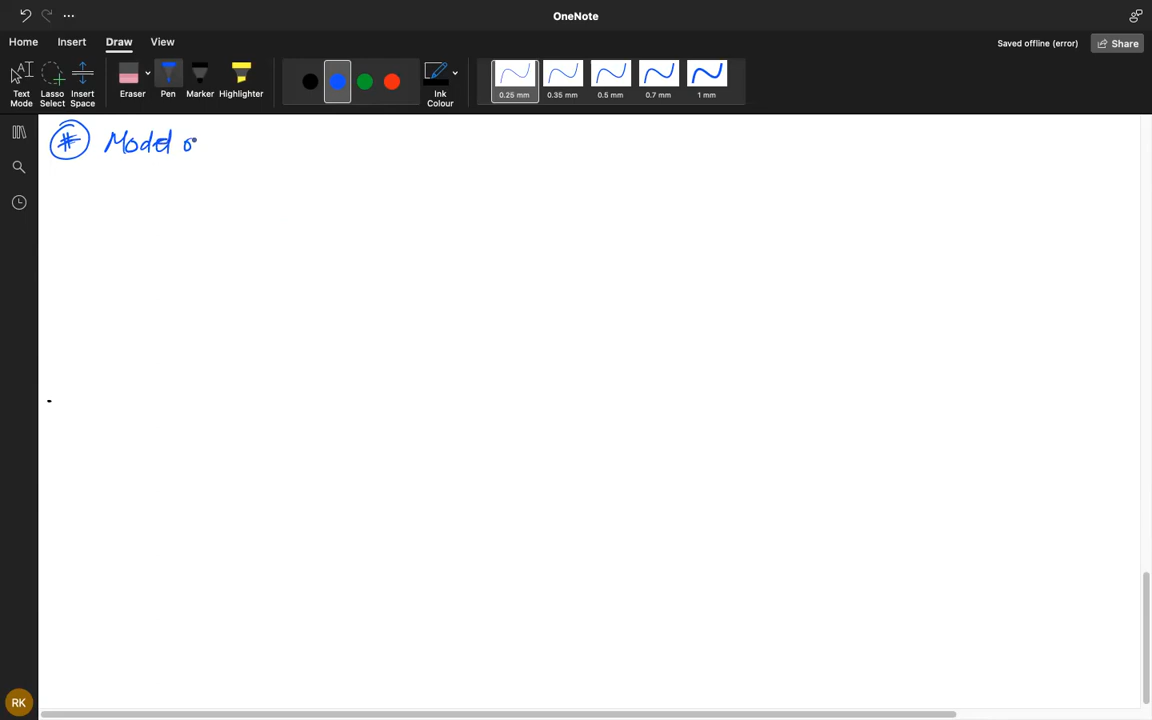 OneNote
Home Insert Draw View
Saved offline (error) Share
Text Mode Lasso Select Insert Space Eraser Pen Marker Highlighter Ink Colour 0.25 mm 0.35 mm 0.5 mm 0.7 mm 1 mm
# Model o
RK